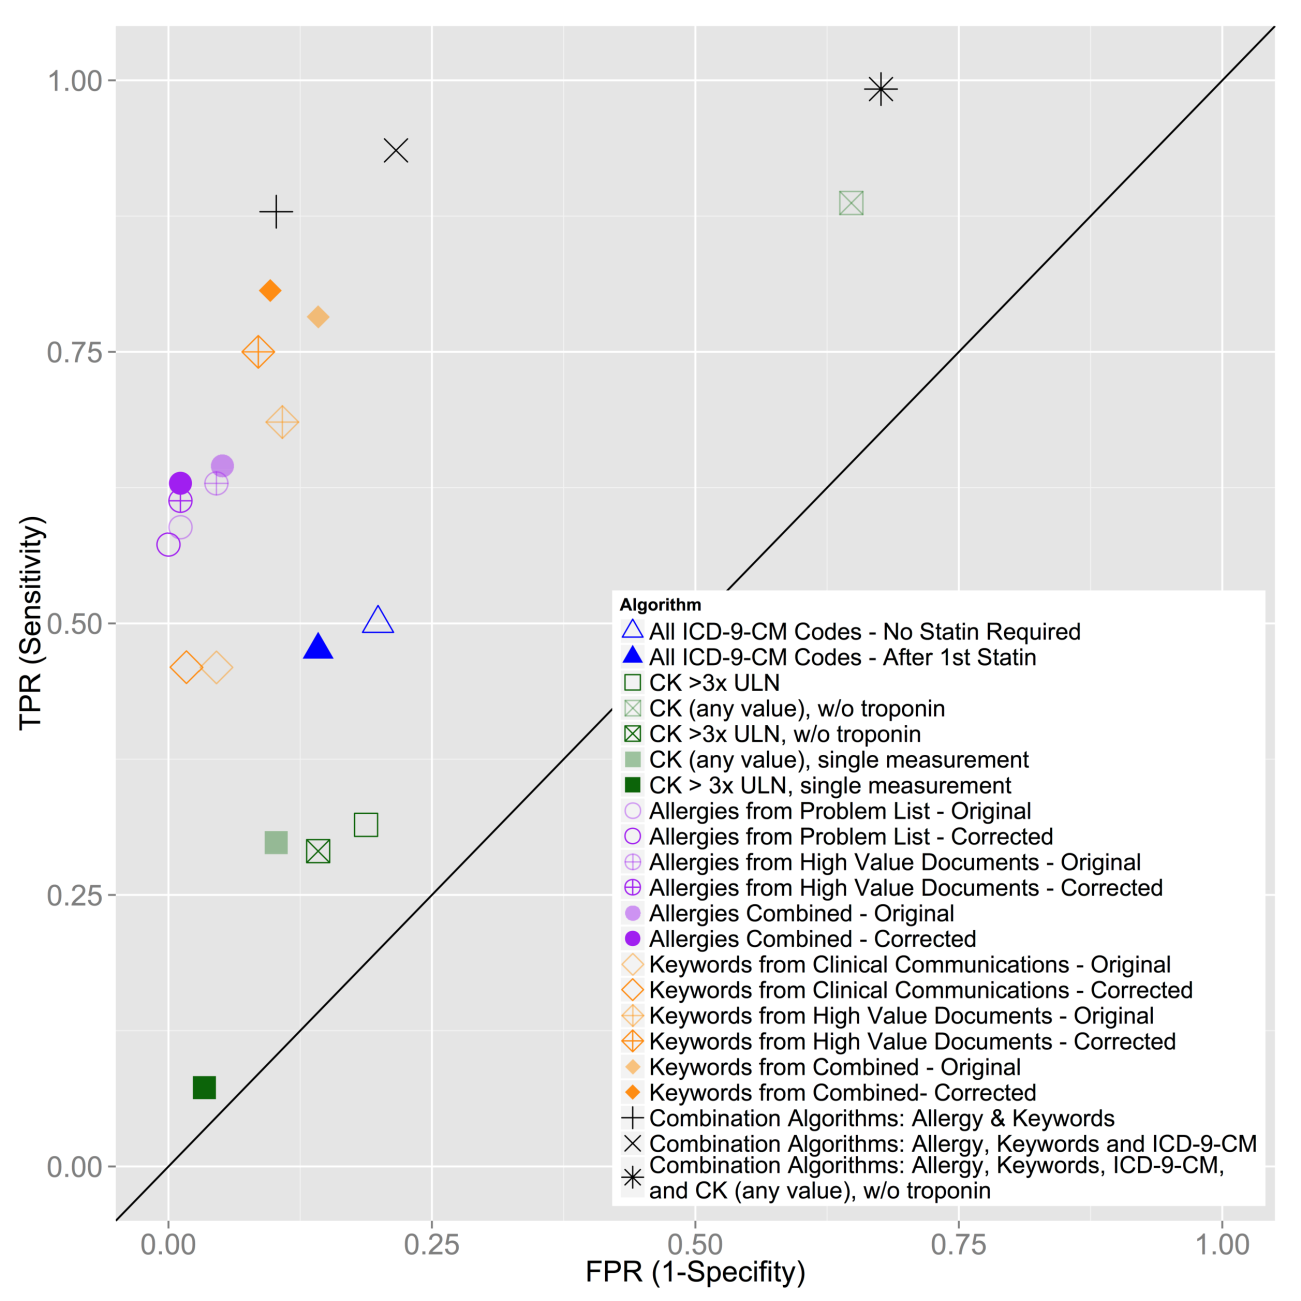 1.00
0.75
0.50
0.25
0.00
TPR (Sensitivity)
Algorithm
All ICD-9-CM Codes - No Statin Required
All ICD-9-CM Codes - After 1st Statin
CK >3x ULN
CK (any value), w/o troponin
CK >3x ULN, w/o troponin
CK (any value), single measurement
CK > 3x ULN, single measurement
Allergies from Problem List - Original
Allergies from Problem List - Corrected
Allergies from High Value Documents - Original
Allergies from High Value Documents - Corrected
Allergies Combined - Original
Allergies Combined - Corrected
Keywords from Clinical Communications - Original
Keywords from Clinical Communications - Corrected
Keywords from High Value Documents - Original
Keywords from High Value Documents - Corrected
Keywords from Combined - Original
Keywords from Combined- Corrected
Combination Algorithms: Allergy & Keywords
Combination Algorithms: Allergy, Keywords and ICD-9-CM
Combination Algorithms: Allergy, Keywords, ICD-9-CM,
and CK (any value), w/o troponin
0.00 0.25 0.50 0.75 1.00
FPR (1-Specifity)